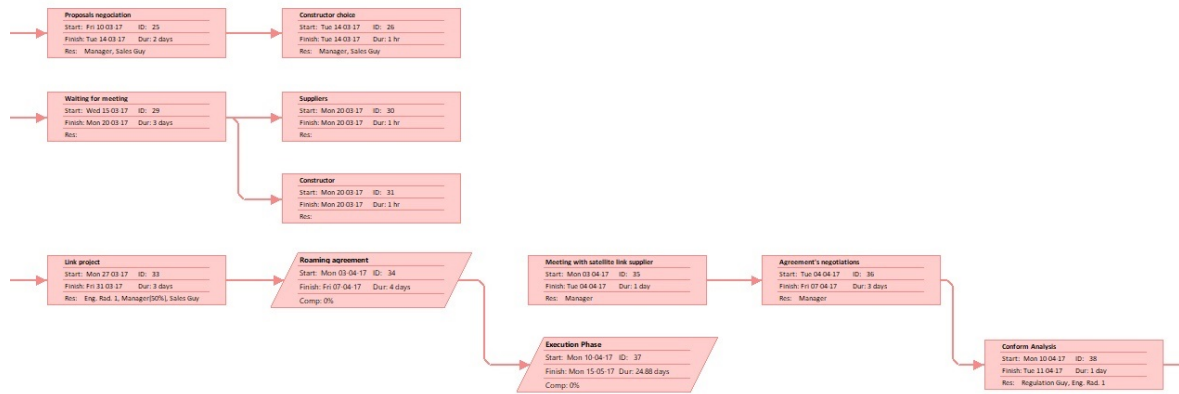 Proposals negociation
Start: Fri 10-03-17 ID: 25
Finish: Tue 14-03-17 Dur: 2 days
Res: Manager, Sales Guy
Constructor choice
Start: Tue 14-03-17 ID: 26
Finish: Tue 14-03-17 Dur: 1 hr
Res: Manager, Sales Guy
Waiting for meeting
Start: Wed 15-03-17 ID: 29
Finish: Mon 20-03-17 Dur: 3 days
Res:
Suppliers
Start: Mon 20-03-17 ID: 30
Finish: Mon 20-03-17 Dur: 1 hr
Res:
Constructor
Start: Mon 20-03-17 ID: 31
Finish: Mon 20-03-17 Dur: 1 hr
Res:
Link project
Start: Mon 27-03-17 ID: 33
Finish: Fri 31-03-17 Dur: 3 days
Res: Eng. Rad. 1, Manager[50%], Sales Guy
Roaming agreement
Start: Mon 03-04-17 ID: 34
Finish: Fri 07-04-17 Dur: 4 days
Comp: 0%
Meeting with satellite link supplier
Start: Mon 03-04-17 ID: 35
Finish: Tue 04-04-17 Dur: 1 day
Res: Manager
Agreement's negotiations
Start: Tue 04-04-17 ID: 36
Finish: Fri 07-04-17 Dur: 3 days
Res: Manager
Execution Phase
Start: Mon 10-04-17 ID: 37
Finish: Mon 15-05-17 Dur: 24.88 days
Comp: 0%
Conform Analysis
Start: Mon 10-04-17 ID: 38
Finish: Tue 11-04-17 Dur: 1 day
Res: Regulation Guy, Eng. Rad. 1